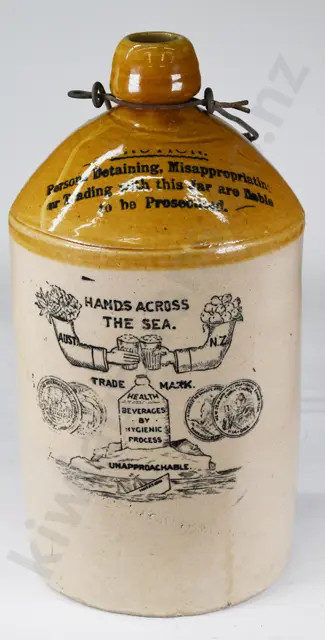 CAUTION.
Persons Detaining, Misappropriating
or Trading with this Jar are liable
to be Prosecuted.
HANDS ACROSS
THE SEA.
AUST.
N.Z.
TRADE MARK.
HEALTH
BEVERAGES
BY
HYGIENIC
PROCESS
UNAPPROACHABLE.